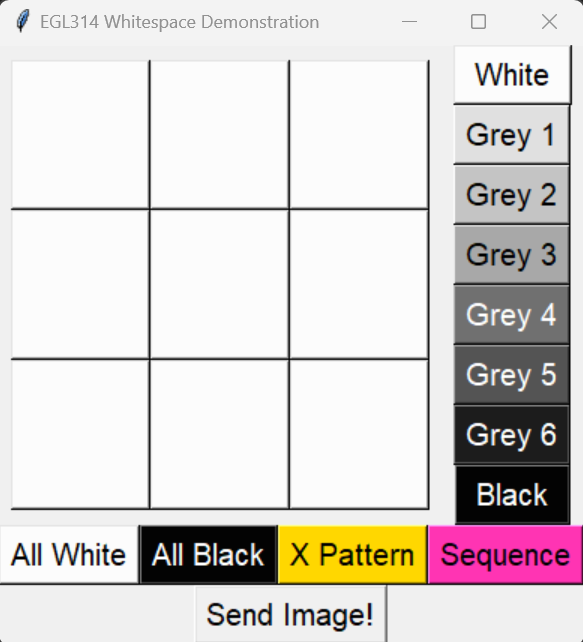 EGL314 Whitespace Demonstration
White
Grey 1
Grey 2
Grey 3
Grey 4
Grey 5
Grey 6
Black
All White All Black X Pattern Sequence
Send Image!